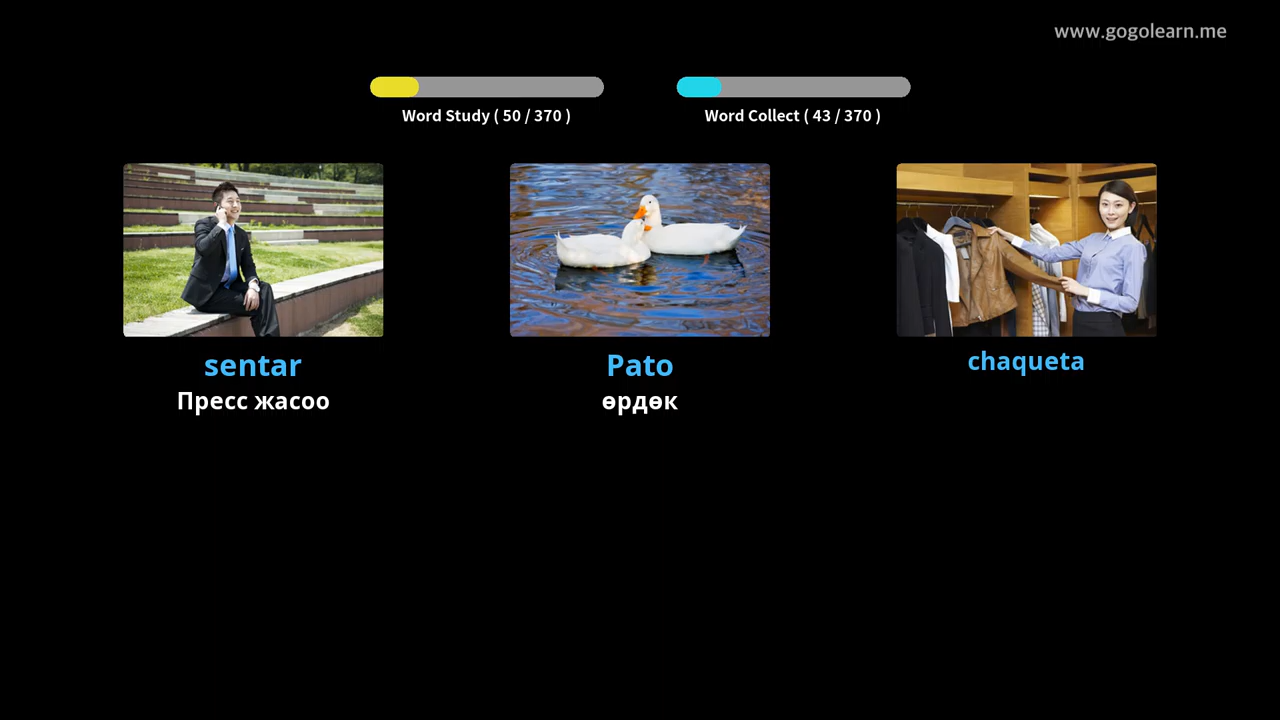 www.gogolearn.me
Word Study ( 50 / 370 )
Word Collect ( 43 / 370 )
sentar
Пресс жасоо
Pato
өрдөк
chaqueta